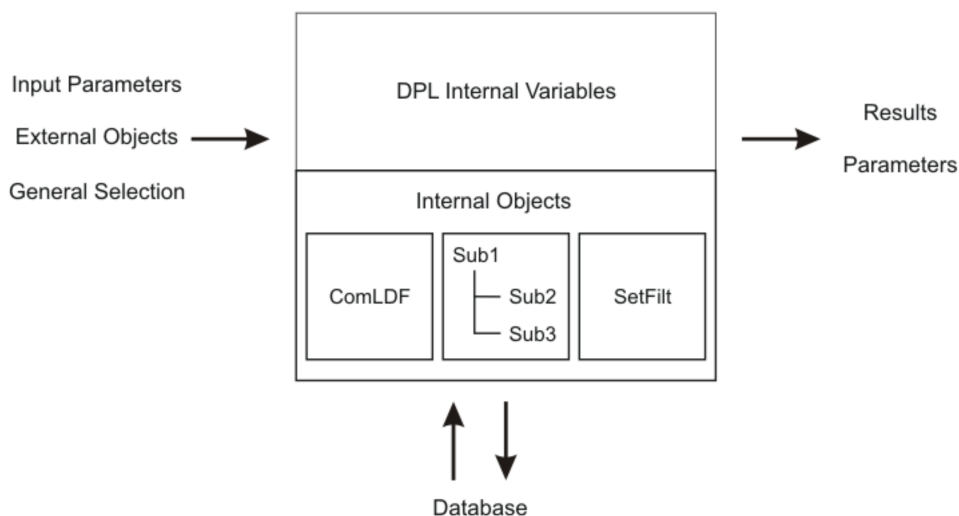 Input Parameters
External Objects
General Selection
DPL Internal Variables
Internal Objects
ComLDF
Sub1
Sub2
Sub3
SetFilt
Results
Parameters
Database